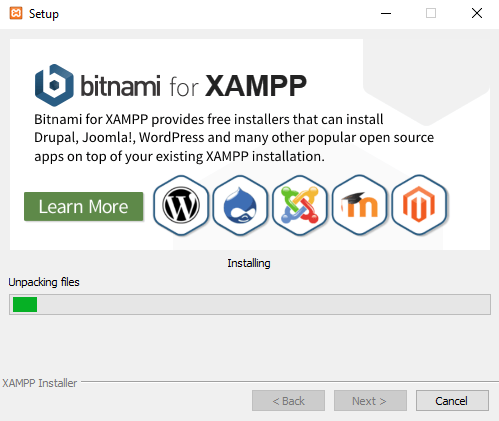 Setup
bitnami for XAMPP
Bitnami for XAMPP provides free installers that can install
Drupal, Joomla!, WordPress and many other popular open source
apps on top of your existing XAMPP installation.
Learn More
Installing
Unpacking files
XAMPP Installer
< Back
Next >
Cancel